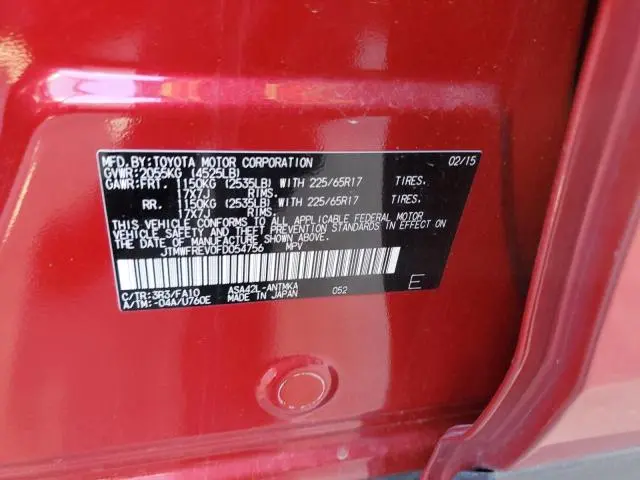 MFD.BY:TOYOTA MOTOR CORPORATION 02/15
GVWR:2055KG (4525LB)
GAWR:FRT. 1150KG (2535LB) WITH 225/65R17 TIRES.
17X7J RIMS.
RR. 1150KG (2535LB) WITH 225/65R17 TIRES.
17X7J RIMS.
THIS VEHICLE CONFORMS TO ALL APPLICABLE FEDERAL MOTOR
VEHICLE SAFETY AND THEFT PREVENTION STANDARDS IN EFFECT ON
THE DATE OF MANUFACTURE SHOWN ABOVE.
JTMWFREV0FD054756 MPV
C/TR:3R3/FA10 ASA42L-ANTMKA 052 E
A/TM:-04A/U760E MADE IN JAPAN